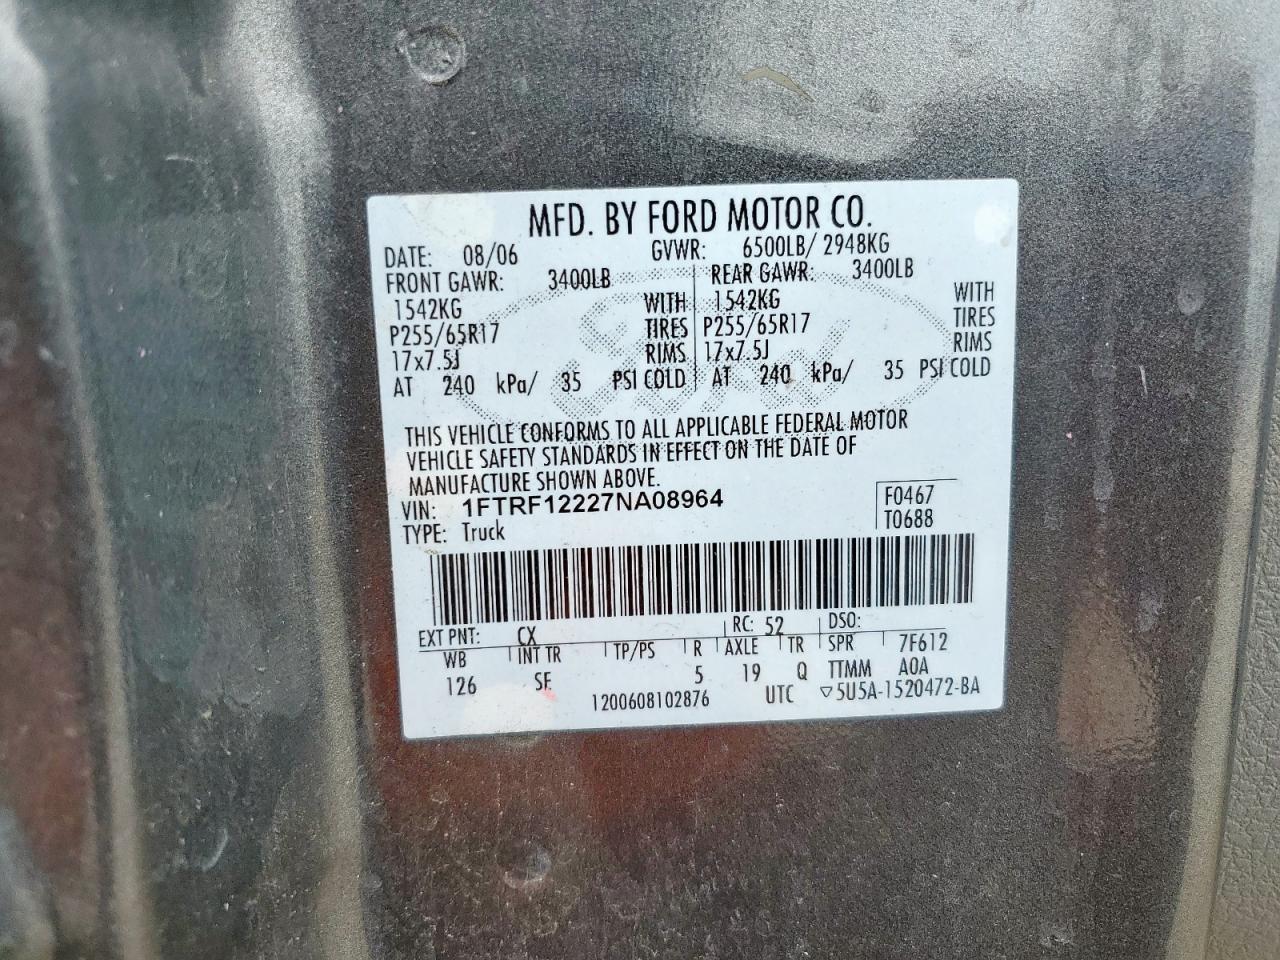 MFD. BY FORD MOTOR CO.
DATE: 08/06 GVWR: 6500LB/ 2948KG
FRONT GAWR: 3400LB REAR GAWR: 3400LB
1542KG WITH 1542KG WITH
P255/65R17 TIRES P255/65R17 TIRES
17x7.5J RIMS 17x7.5J RIMS
AT 240 kPa/ 35 PSI COLD AT 240 kPa/ 35 PSI COLD
Ford
THIS VEHICLE CONFORMS TO ALL APPLICABLE FEDERAL MOTOR
VEHICLE SAFETY STANDARDS IN EFFECT ON THE DATE OF
MANUFACTURE SHOWN ABOVE.
VIN: 1FTRF12227NA08964 F0467
TYPE: Truck T0688
EXT PNT: CX RC: 52 DSO:
WB INT TR TP/PS R AXLE TR SPR 7F612
126 SF 5 19 Q TTMM A0A
1200608102876 UTC ▽5U5A-1520472-BA